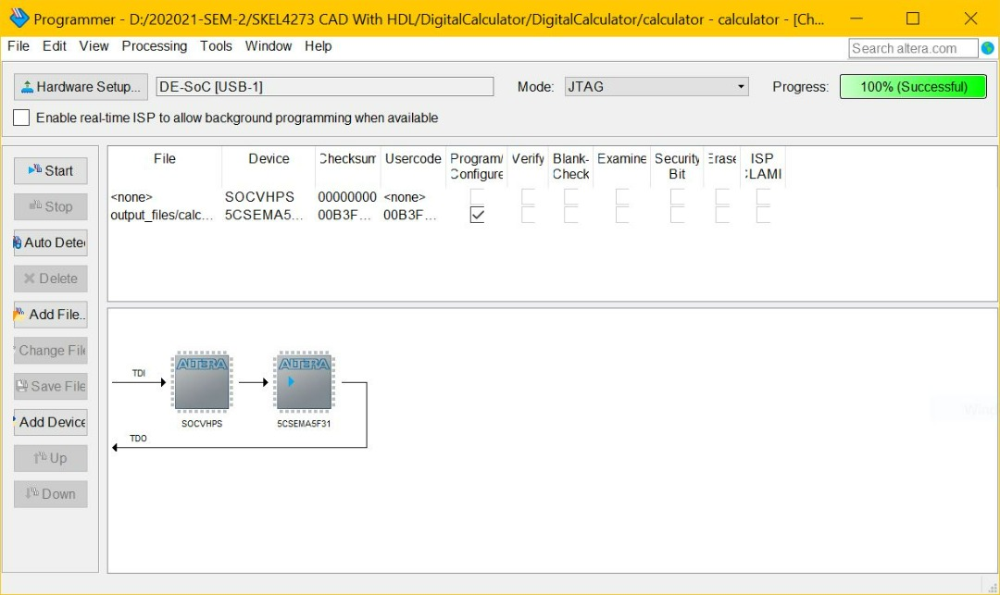 Programmer - D:/202021-SEM-2/SKEL4273 CAD With HDL/DigitalCalculator/DigitalCalculator/calculator - calculator - [Ch...
File Edit View Processing Tools Window Help
Search altera.com
Hardware Setup... DE-SoC [USB-1] Mode: JTAG Progress: 100% (Successful)
Enable real-time ISP to allow background programming when available
Start
Stop
Auto Dete
Delete
Add File..
Change File
Save File
Add Device
Up
Down
File Device Checksum Usercode Program/ Verify Blank- Examine Security Erase ISP
Configure Check Bit CLAMI
<none> SOCVHPS 00000000 <none>
output_files/calc... 5CSEMA5... 00B3F... 00B3F...
ALTERA ALTERA
TDI
SOCVHPS 5CSEMA5F31
TDO